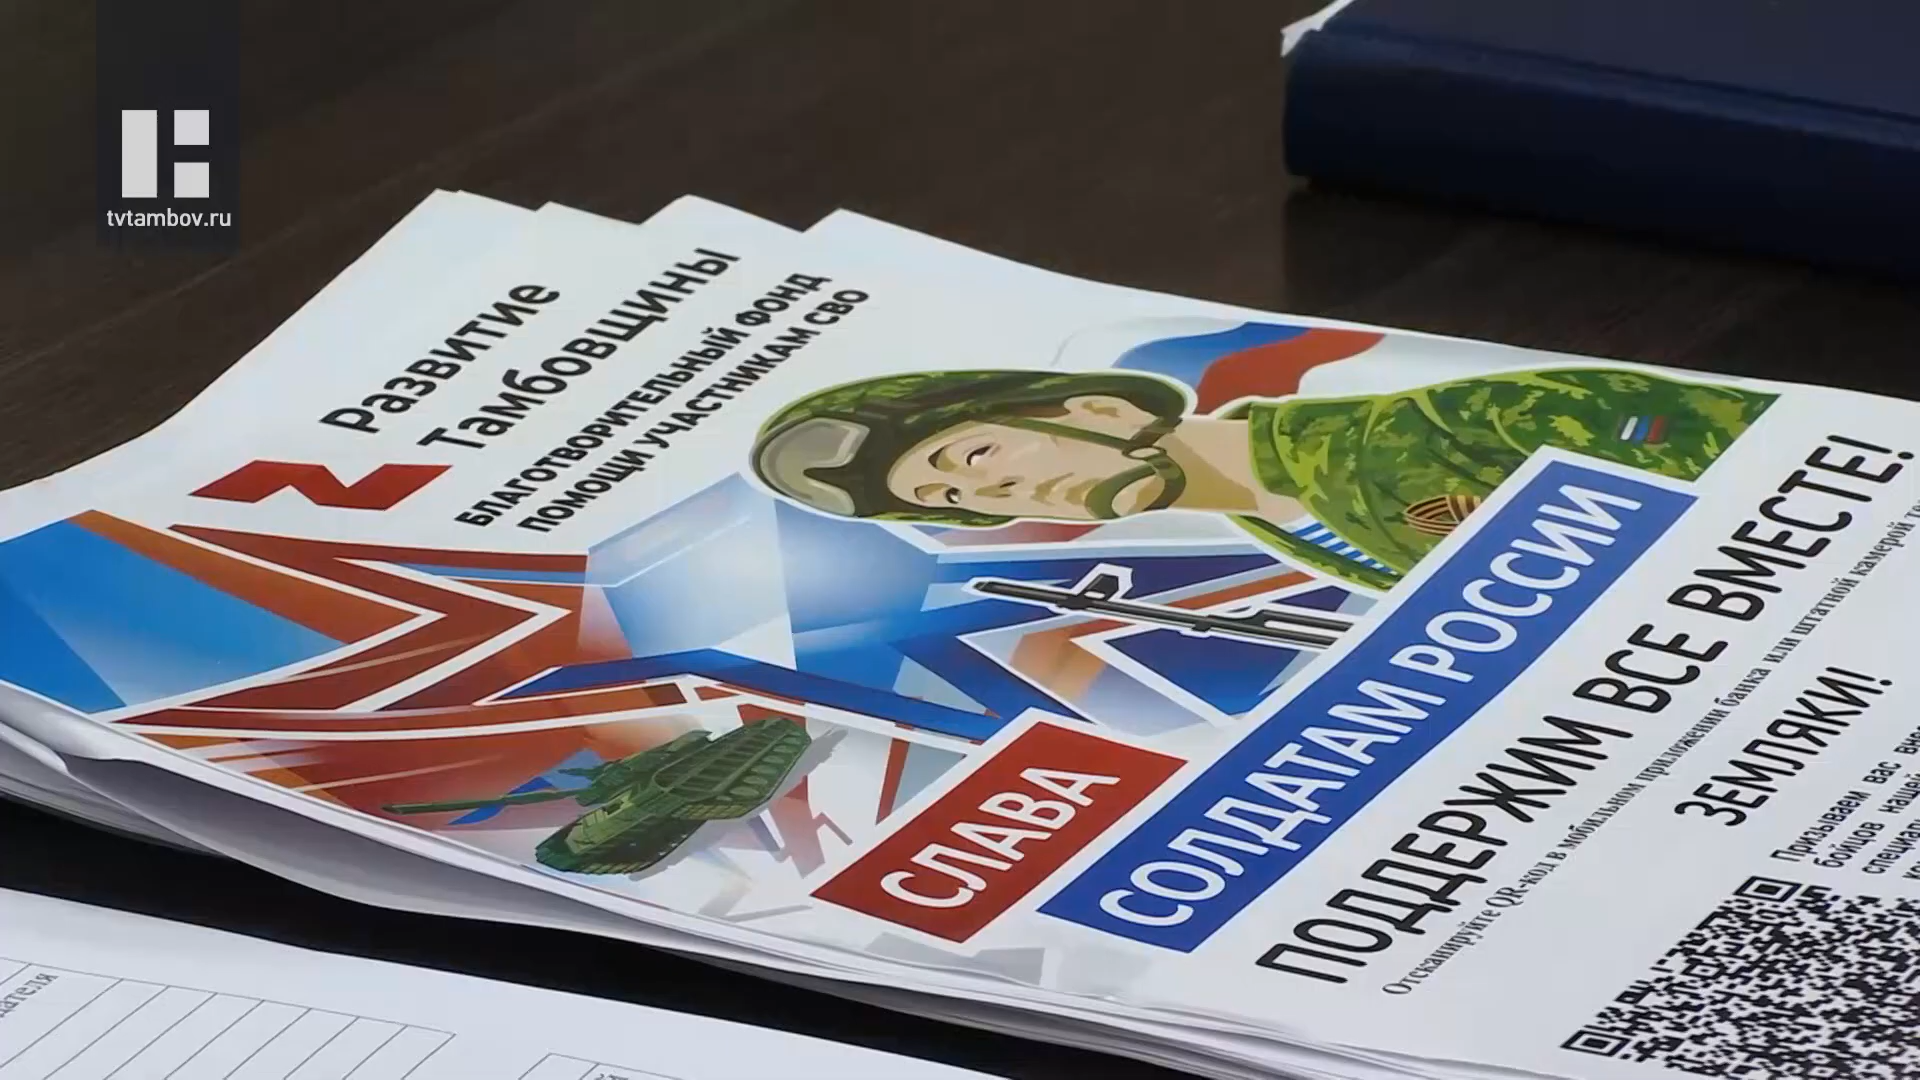 tvtambov.ru
Развитие
Тамбовщины
БЛАГОТВОРИТЕЛЬНЫЙ ФОНД
ПОМОЩИ УЧАСТНИКАМ СВО
СЛАВА
СОЛДАТАМ РОССИИ
ПОДДЕРЖИМ ВСЕ ВМЕСТЕ!
Отсканируйте QR-код в мобильном приложении банка или штатной камерой
ЗЕМЛЯКИ!
Призываем вас
бойцов